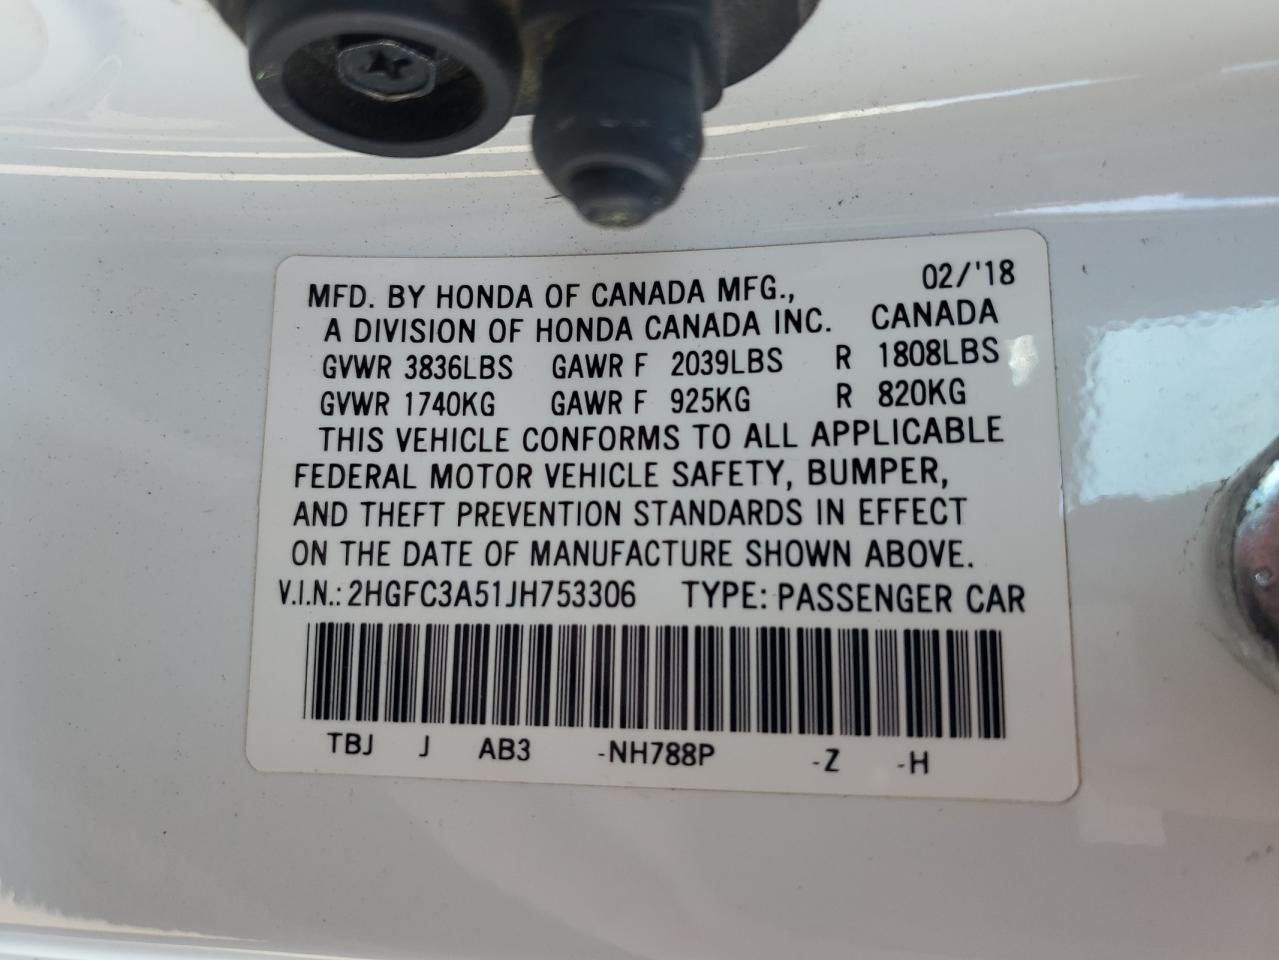 02/'18
MFD. BY HONDA OF CANADA MFG.,
A DIVISION OF HONDA CANADA INC. CANADA
GVWR 3836LBS GAWR F 2039LBS R 1808LBS
GVWR 1740KG GAWR F 925KG R 820KG
THIS VEHICLE CONFORMS TO ALL APPLICABLE
FEDERAL MOTOR VEHICLE SAFETY, BUMPER,
AND THEFT PREVENTION STANDARDS IN EFFECT
ON THE DATE OF MANUFACTURE SHOWN ABOVE.
V.I.N.: 2HGFC3A51JH753306 TYPE: PASSENGER CAR
TBJ J AB3 -NH788P -Z -H